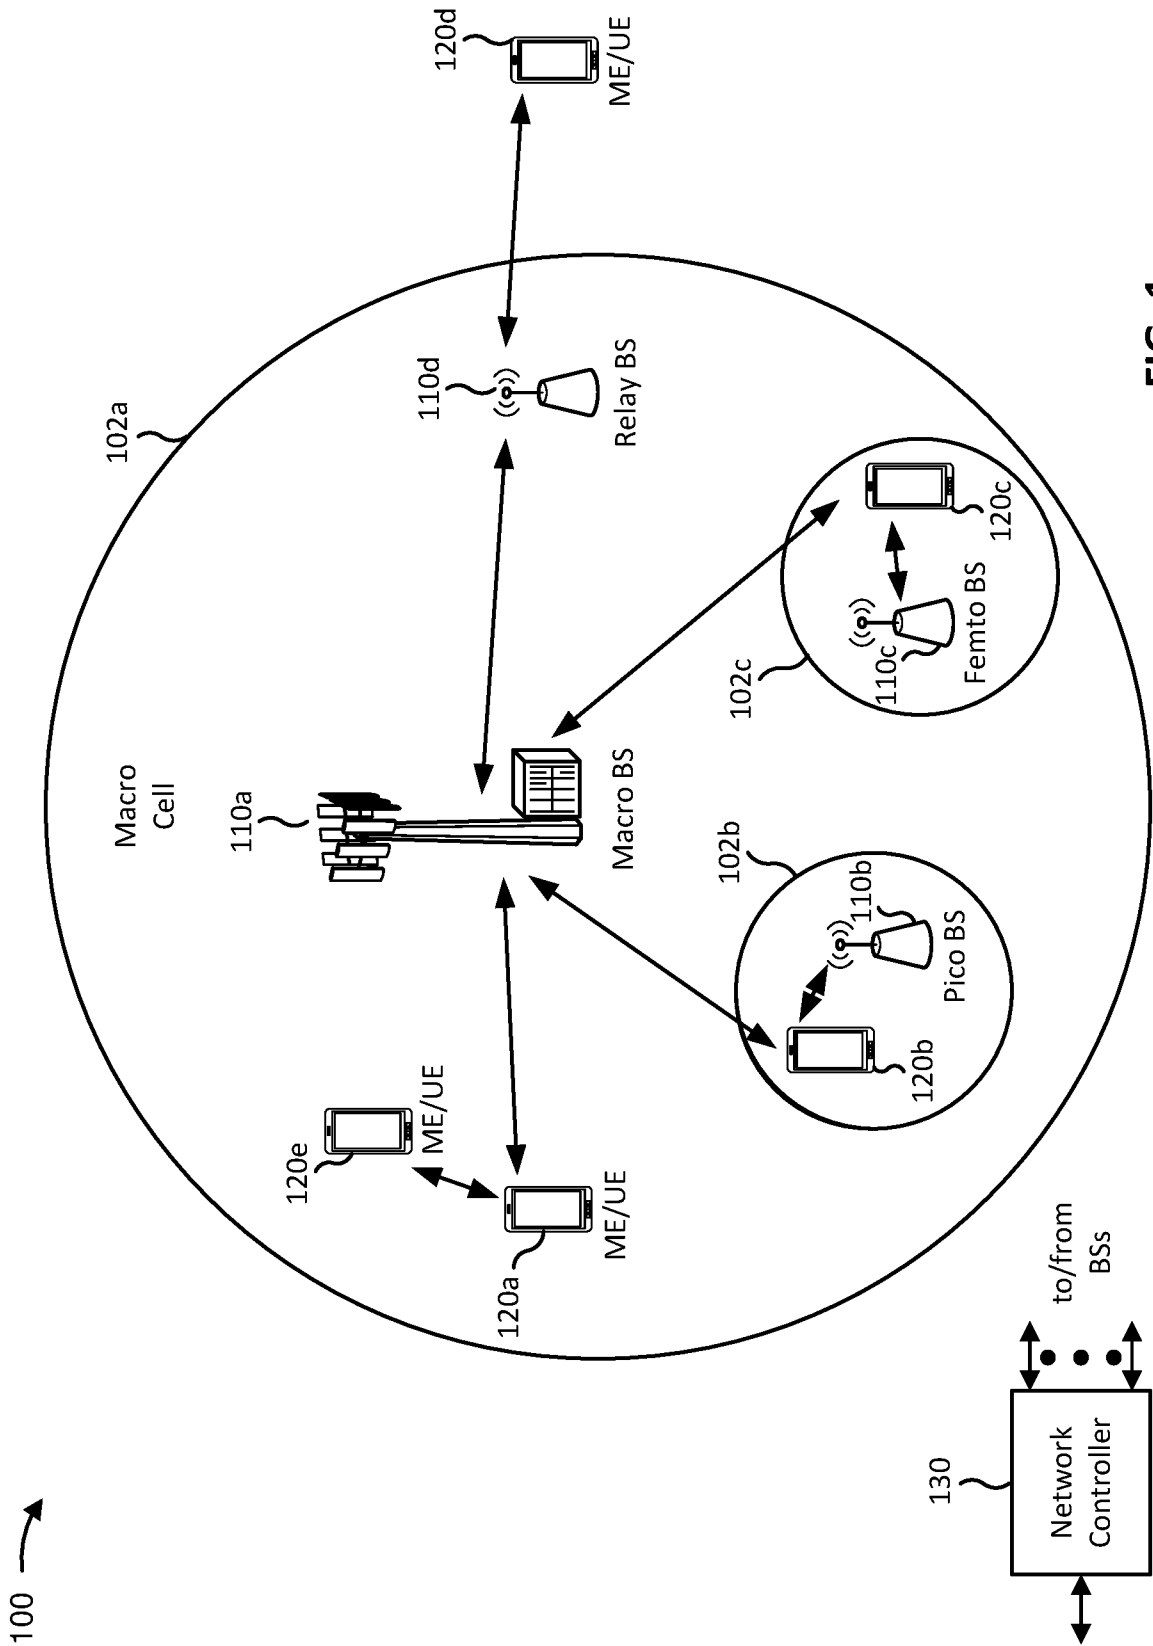 100
102a
Macro
Cell
110a
120d
ME/UE
110d
Relay BS
120e
ME/UE
120a
ME/UE
Macro BS
102b
110b
Pico BS
120b
102c
110c
Femto BS
120c
130
Network
Controller
to/from
BSs